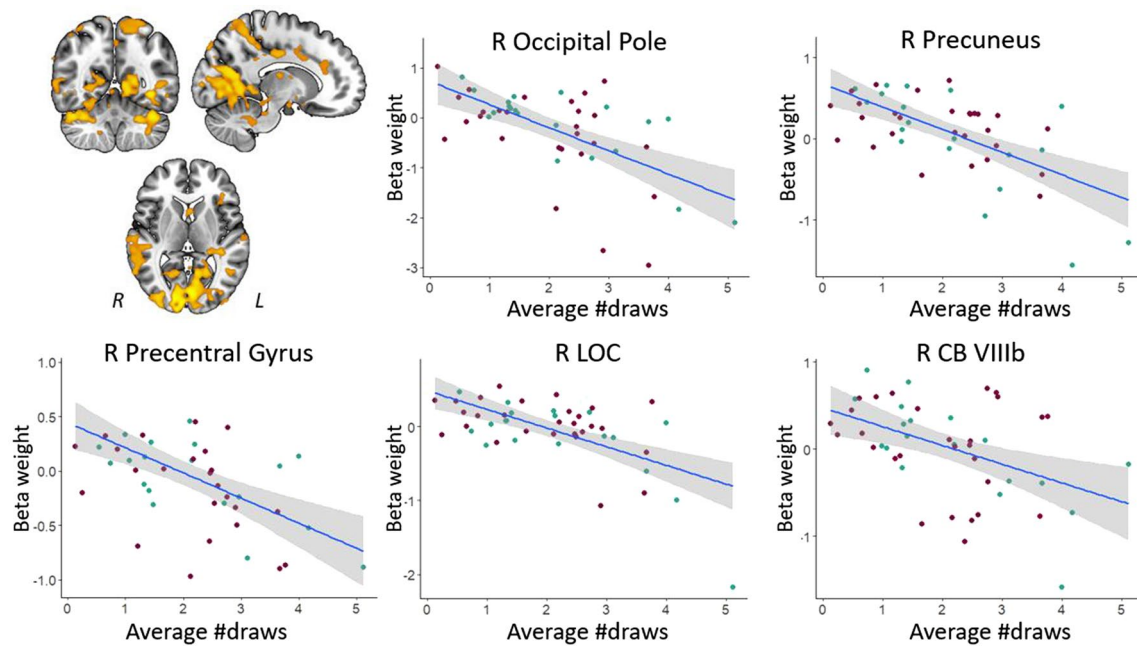 R L
R Occipital Pole
Beta weight
1
0
-1
-2
-3
0 1 2 3 4 5
Average #draws
R Precuneus
Beta weight
1
0
-1
0 1 2 3 4 5
Average #draws
R Precentral Gyrus
Beta weight
1.0
0.5
0.0
-0.5
-1.0
0 1 2 3 4 5
Average #draws
R LOC
Beta weight
0
-1
-2
0 1 2 3 4 5
Average #draws
R CB VIIIb
Beta weight
1
0
-1
0 1 2 3 4 5
Average #draws